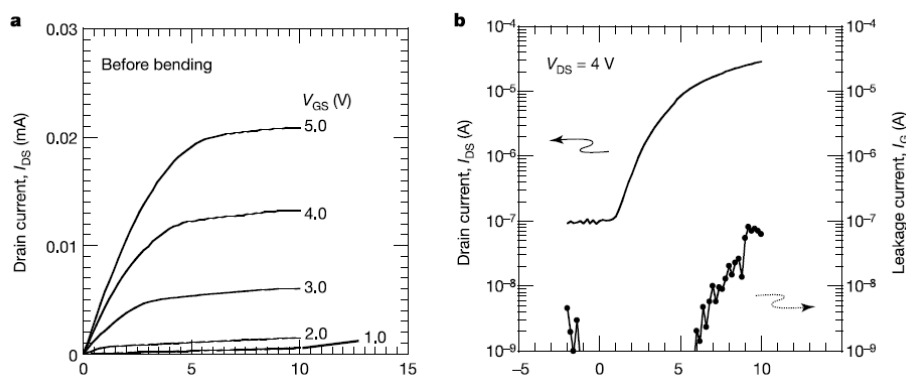 a
0.03
0.02
0.01
0
Drain current, I_DS (mA)
Before bending
V_GS (V)
5.0
4.0
3.0
2.0
1.0
0 5 10 15
b
10⁻⁴
10⁻⁵
10⁻⁶
10⁻⁷
10⁻⁸
10⁻⁹
Drain current, I_DS (A)
V_DS = 4 V
10⁻⁴
10⁻⁵
10⁻⁶
10⁻⁷
10⁻⁸
10⁻⁹
Leakage current, I_G (A)
−5 0 5 10 15